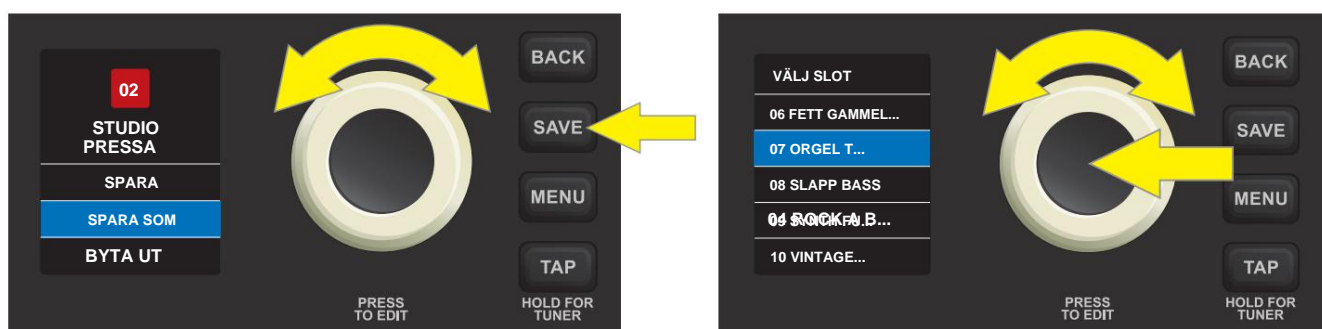 02
STUDIO
PRESSA
SPARA
SPARA SOM
BYTA UT
BACK
SAVE
MENU
TAP
PRESS
TO EDIT
HOLD FOR
TUNER
VÄLJ SLOT
06 FETT GAMMEL...
07 ORGEL T...
08 SLAPP BASS
04 ROCK A B...
10 VINTAGE...
BACK
SAVE
MENU
TAP
PRESS
TO EDIT
HOLD FOR
TUNER